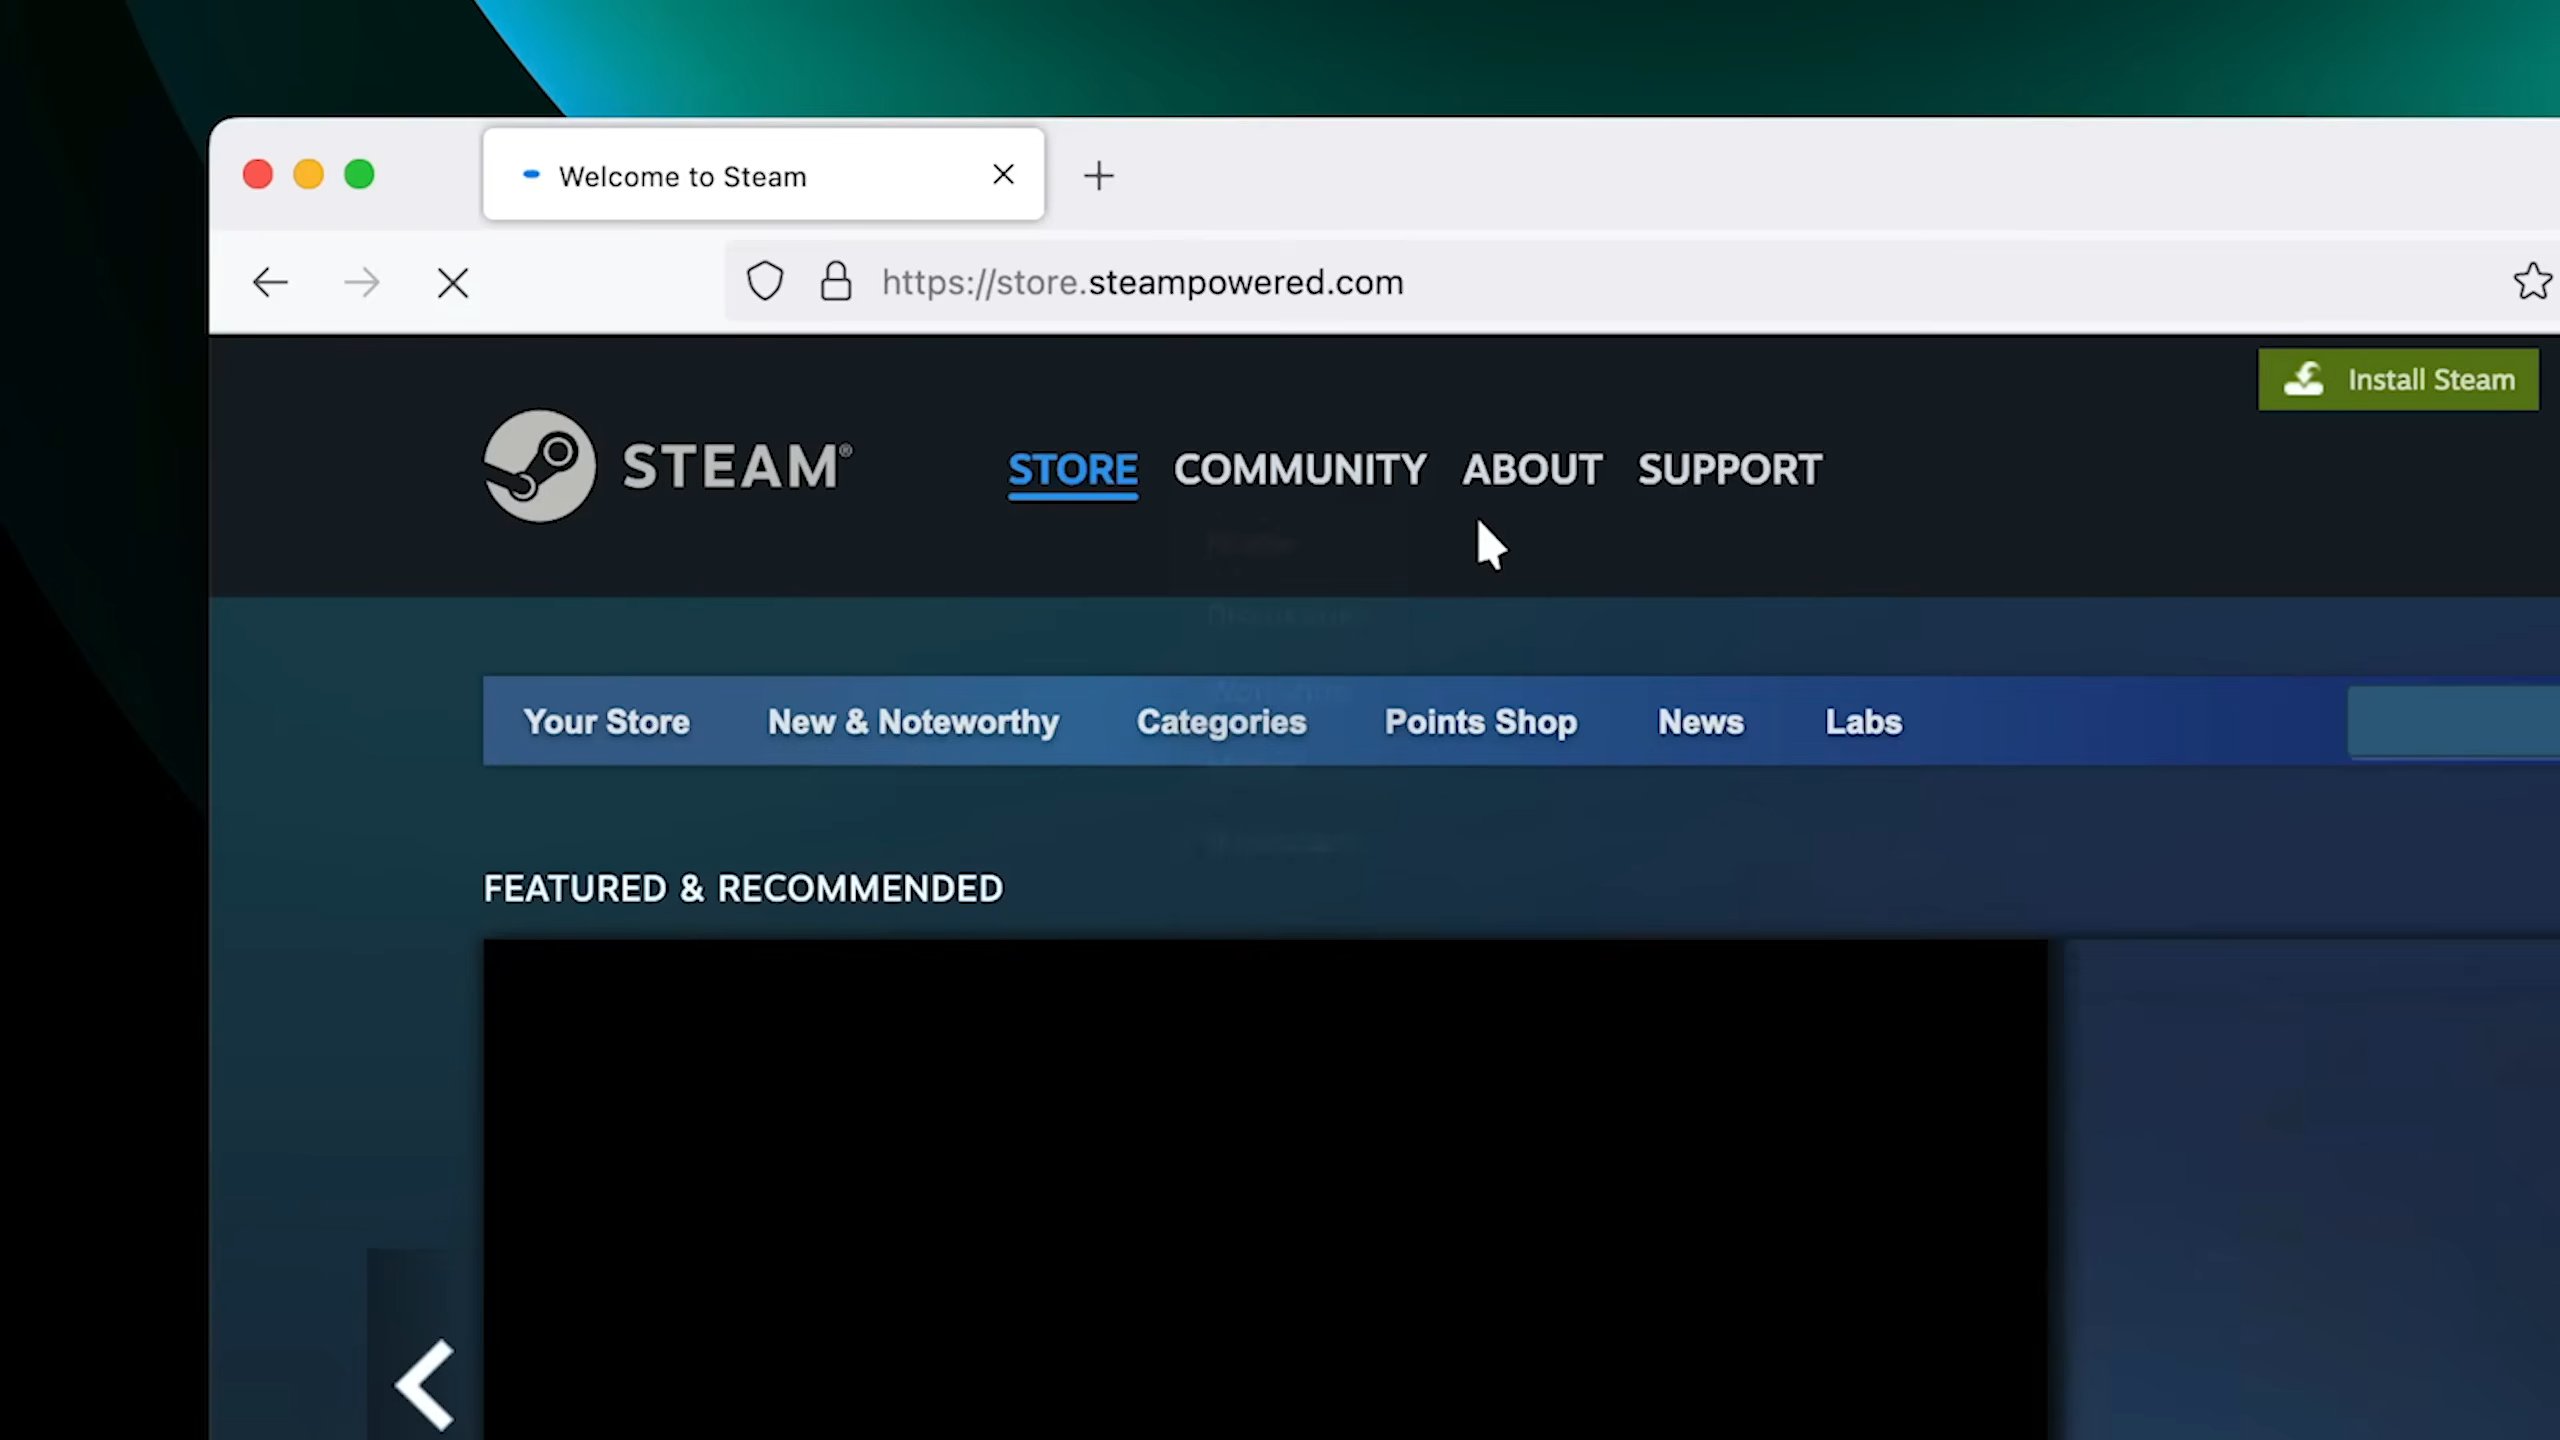 Welcome to Steam
https://store.steampowered.com
Install Steam
STEAM®
STORE COMMUNITY ABOUT SUPPORT
Your Store New & Noteworthy Categories Points Shop News Labs
FEATURED & RECOMMENDED